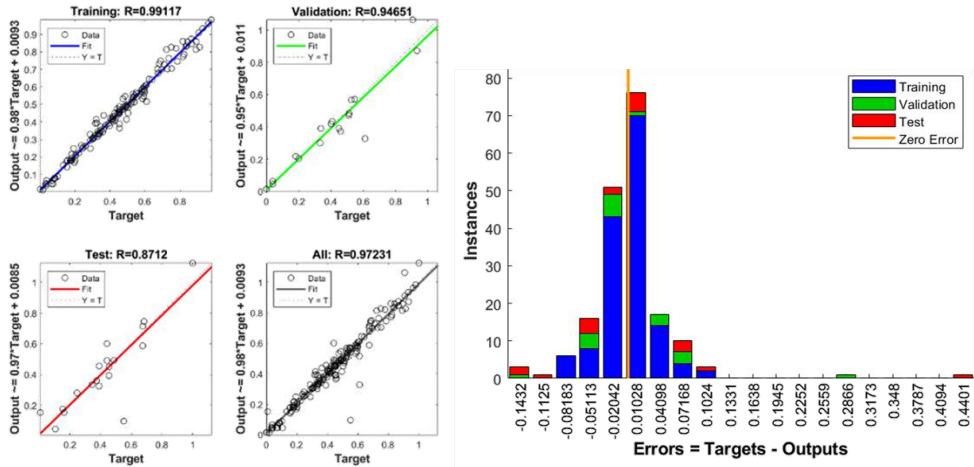 Training: R=0.99117
Output ~= 0.98*Target + 0.0093
0.9
0.8
0.7
0.6
0.5
0.4
0.3
0.2
0.1
0.2 0.4 0.6 0.8
Target
Data
Fit
Y = T
Validation: R=0.94651
Output ~= 0.95*Target + 0.011
1
0.8
0.6
0.4
0.2
0
0 0.2 0.4 0.6 0.8 1
Target
Data
Fit
Y = T
Test: R=0.8712
Output ~= 0.97*Target + 0.0085
1
0.8
0.6
0.4
0.2
0.2 0.4 0.6 0.8 1
Target
Data
Fit
Y = T
All: R=0.97231
Output ~= 0.98*Target + 0.0093
1
0.8
0.6
0.4
0.2
0
0 0.2 0.4 0.6 0.8 1
Target
Data
Fit
Y = T
Instances
80
70
60
50
40
30
20
10
0
Training
Validation
Test
Zero Error
-0.1432
-0.1125
-0.08183
-0.05113
-0.02042
0.01028
0.04098
0.07168
0.1024
0.1331
0.1638
0.1945
0.2252
0.2559
0.2866
0.3173
0.348
0.3787
0.4094
0.4401
Errors = Targets - Outputs